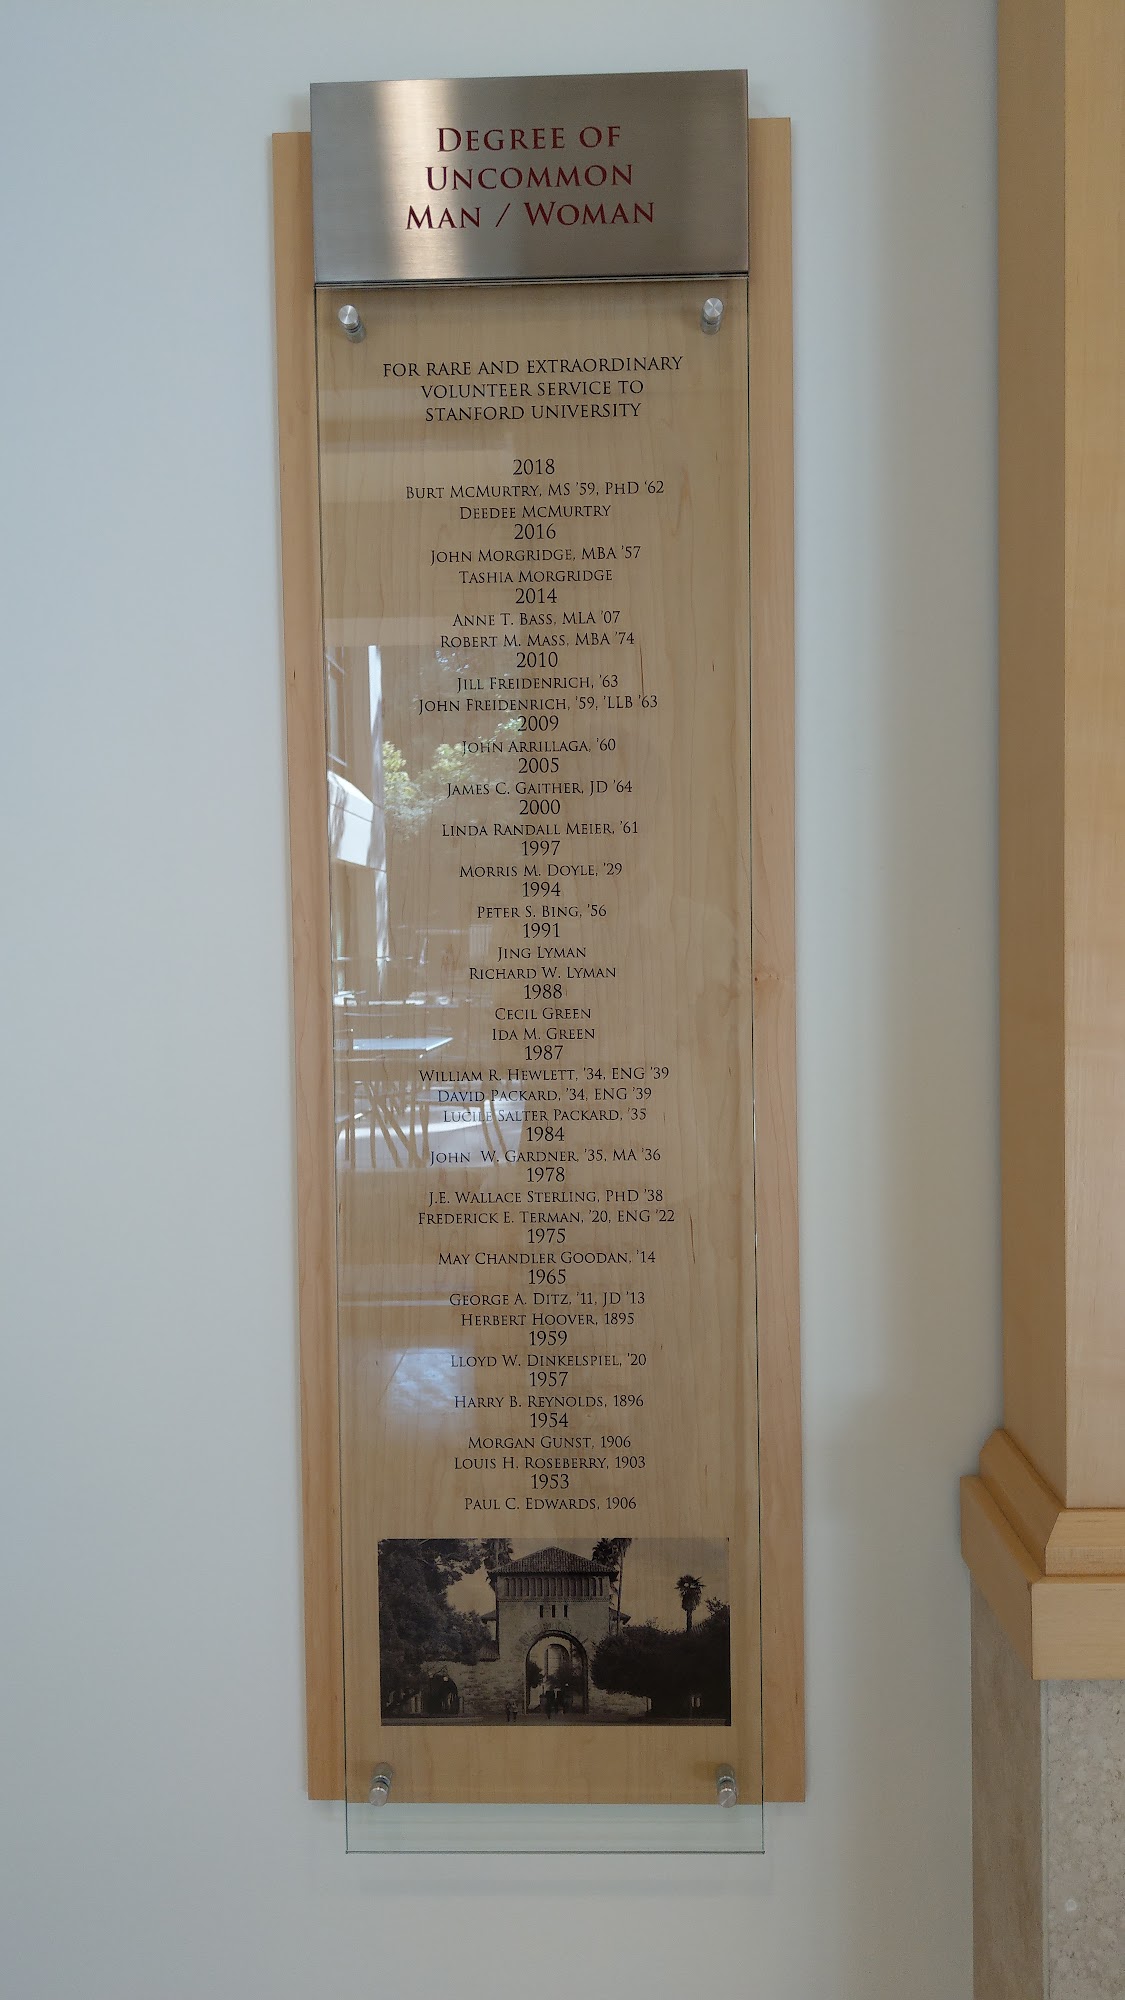 DEGREE OF
UNCOMMON
MAN / WOMAN
FOR RARE AND EXTRAORDINARY
VOLUNTEER SERVICE TO
STANFORD UNIVERSITY
2018
BURT MCMURTRY, MS '59, PHD '62
DEEDEE MCMURTRY
2016
JOHN MORGRIDGE, MBA '57
TASHIA MORGRIDGE
2014
ANNE T. BASS, MLA '07
ROBERT M. MASS, MBA '74
2010
JILL FREIDENRICH, '63
JOHN FREIDENRICH, '59, 'LLB '63
2009
JOHN ARRILLAGA, '60
2005
JAMES C. GAITHER, JD '64
2000
LINDA RANDALL MEIER, '61
1997
MORRIS M. DOYLE, '29
1994
PETER S. BING, '56
1991
JING LYMAN
RICHARD W. LYMAN
1988
CECIL GREEN
IDA M. GREEN
1987
WILLIAM R. HEWLETT, '34, ENG '39
DAVID PACKARD, '34, ENG '39
LUCILE SALTER PACKARD, '35
1984
JOHN W. GARDNER, '35, MA '36
1978
J.E. WALLACE STERLING, PHD '38
FREDERICK E. TERMAN, '20, ENG '22
1975
MAY CHANDLER GOODAN, '14
1965
GEORGE A. DITZ, '11, JD '13
HERBERT HOOVER, 1895
1959
LLOYD W. DINKELSPIEL, '20
1957
HARRY B. REYNOLDS, 1896
1954
MORGAN GUNST, 1906
LOUIS H. ROSEBERRY, 1903
1953
PAUL C. EDWARDS, 1906